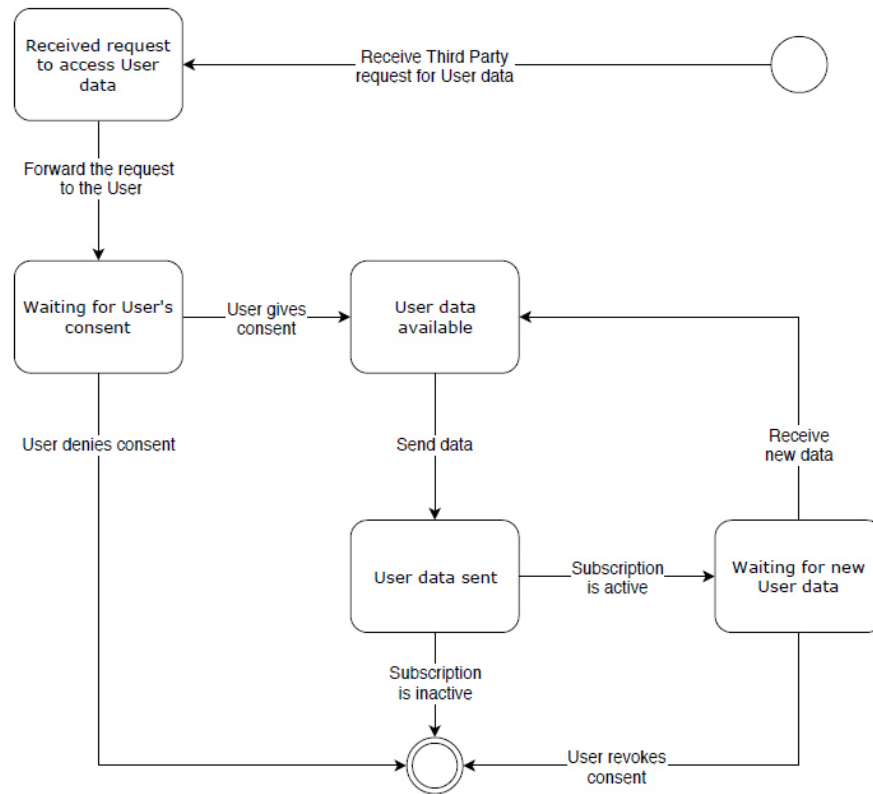 Received request
to access User
data
Receive Third Party
request for User data
Forward the request
to the User
Waiting for User's
consent
User gives
consent
User data
available
User denies consent
Send data
Receive
new data
User data sent
Subscription
is active
Waiting for new
User data
Subscription
is inactive
User revokes
consent